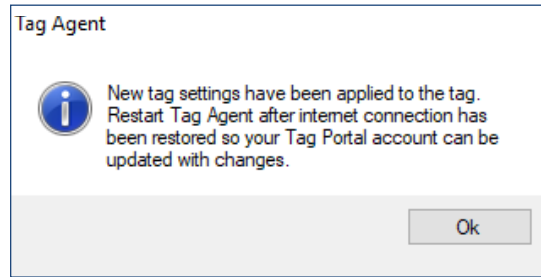 Tag Agent
New tag settings have been applied to the tag.
Restart Tag Agent after internet connection has
been restored so your Tag Portal account can be
updated with changes.
Ok